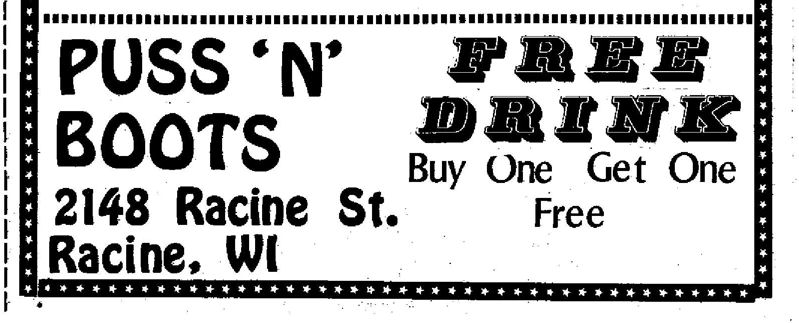 PUSS 'N'
BOOTS
2148 Racine St.
Racine, WI
FREE
DRINK
Buy One Get One
Free